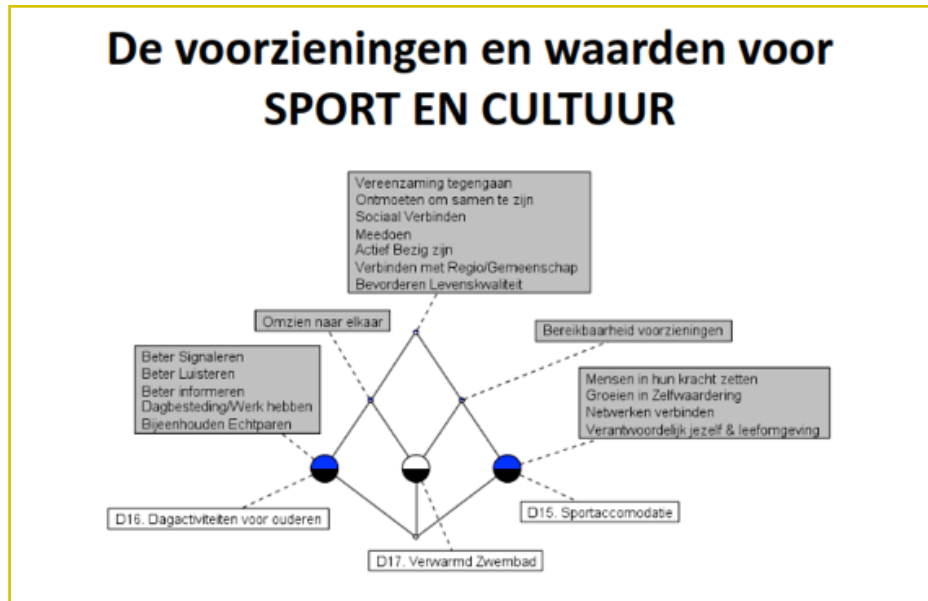 De voorzieningen en waarden voor
SPORT EN CULTUUR
Vereenzaming tegengaan
Ontmoeten om samen te zijn
Sociaal Verbinden
Meedoen
Actief Bezig zijn
Verbinden met Regio/Gemeenschap
Bevorderen Levenskwaliteit
Omzien naar elkaar
Bereikbaarheid voorzieningen
Beter Signaleren
Beter Luisteren
Beter informeren
Dagbesteding/Werk hebben
Bijeenhouden Echtparen
Mensen in hun kracht zetten
Groeien in Zelfwaardering
Netwerken verbinden
Verantwoordelijk jezelf & leefomgeving
D16. Dagactiviteiten voor ouderen
D15. Sportaccomodatie
D17. Verwarmd Zwembad